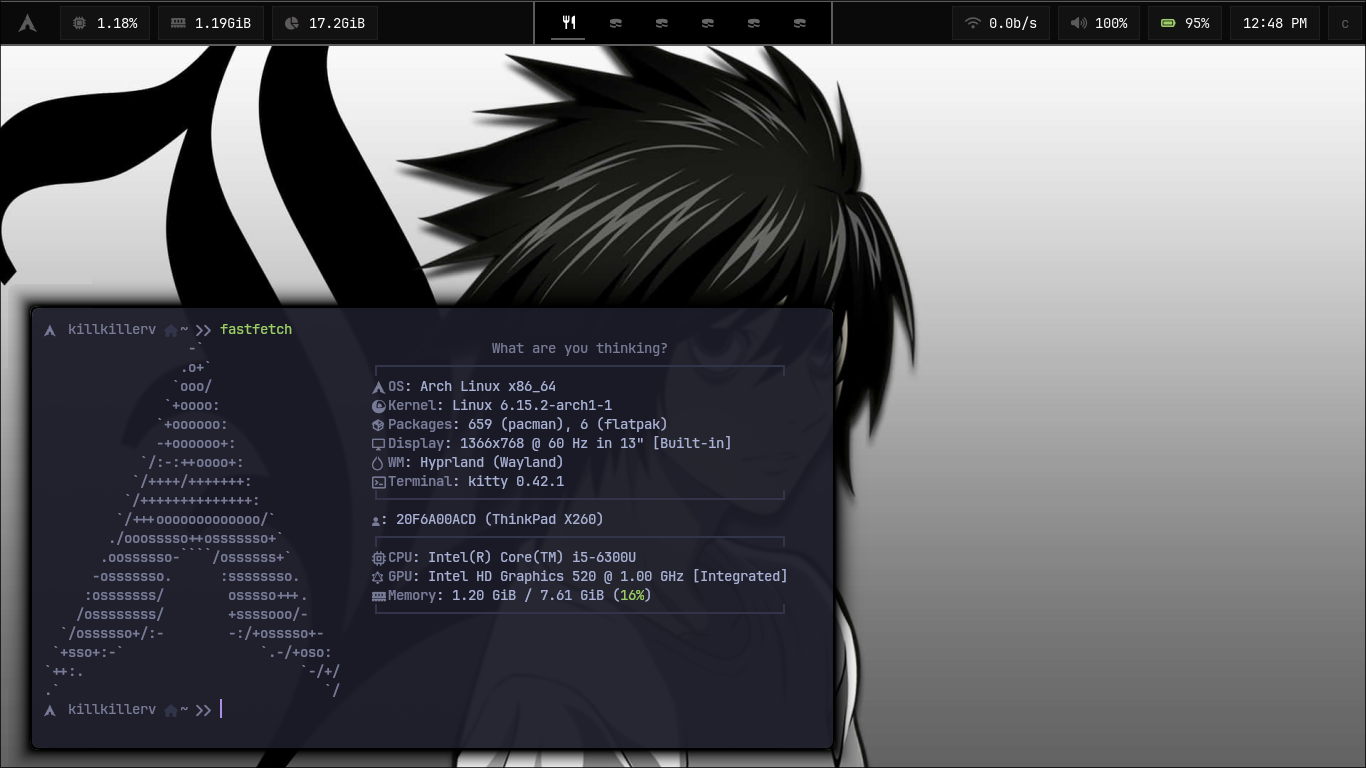 1.18% 1.19GiB 17.2GiB 0.0b/s 100% 95% 12:48 PM c
killkillerv ~ fastfetch
What are you thinking?
OS: Arch Linux x86_64
Kernel: Linux 6.15.2-arch1-1
Packages: 659 (pacman), 6 (flatpak)
Display: 1366x768 @ 60 Hz in 13" [Built-in]
WM: Hyprland (Wayland)
Terminal: kitty 0.42.1
: 20F6A00ACD (ThinkPad X260)
CPU: Intel(R) Core(TM) i5-6300U
GPU: Intel HD Graphics 520 @ 1.00 GHz [Integrated]
Memory: 1.20 GiB / 7.61 GiB (16%)
killkillerv ~